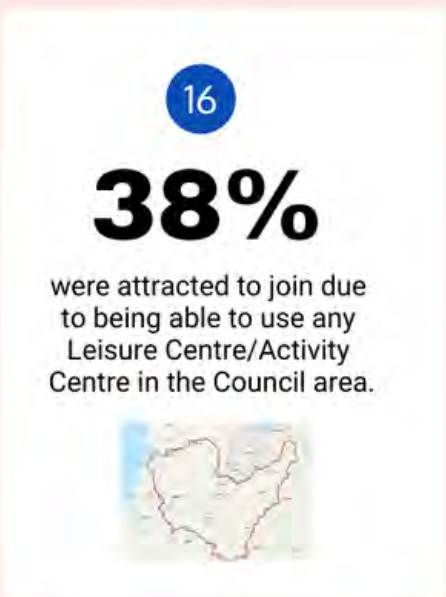 16
38%
were attracted to join due
to being able to use any
Leisure Centre/Activity
Centre in the Council area.